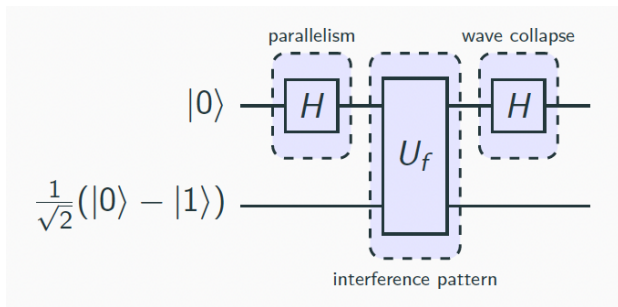 parallelism
wave collapse
|0⟩
H
U_f
H
1/√2(|0⟩ − |1⟩)
interference pattern